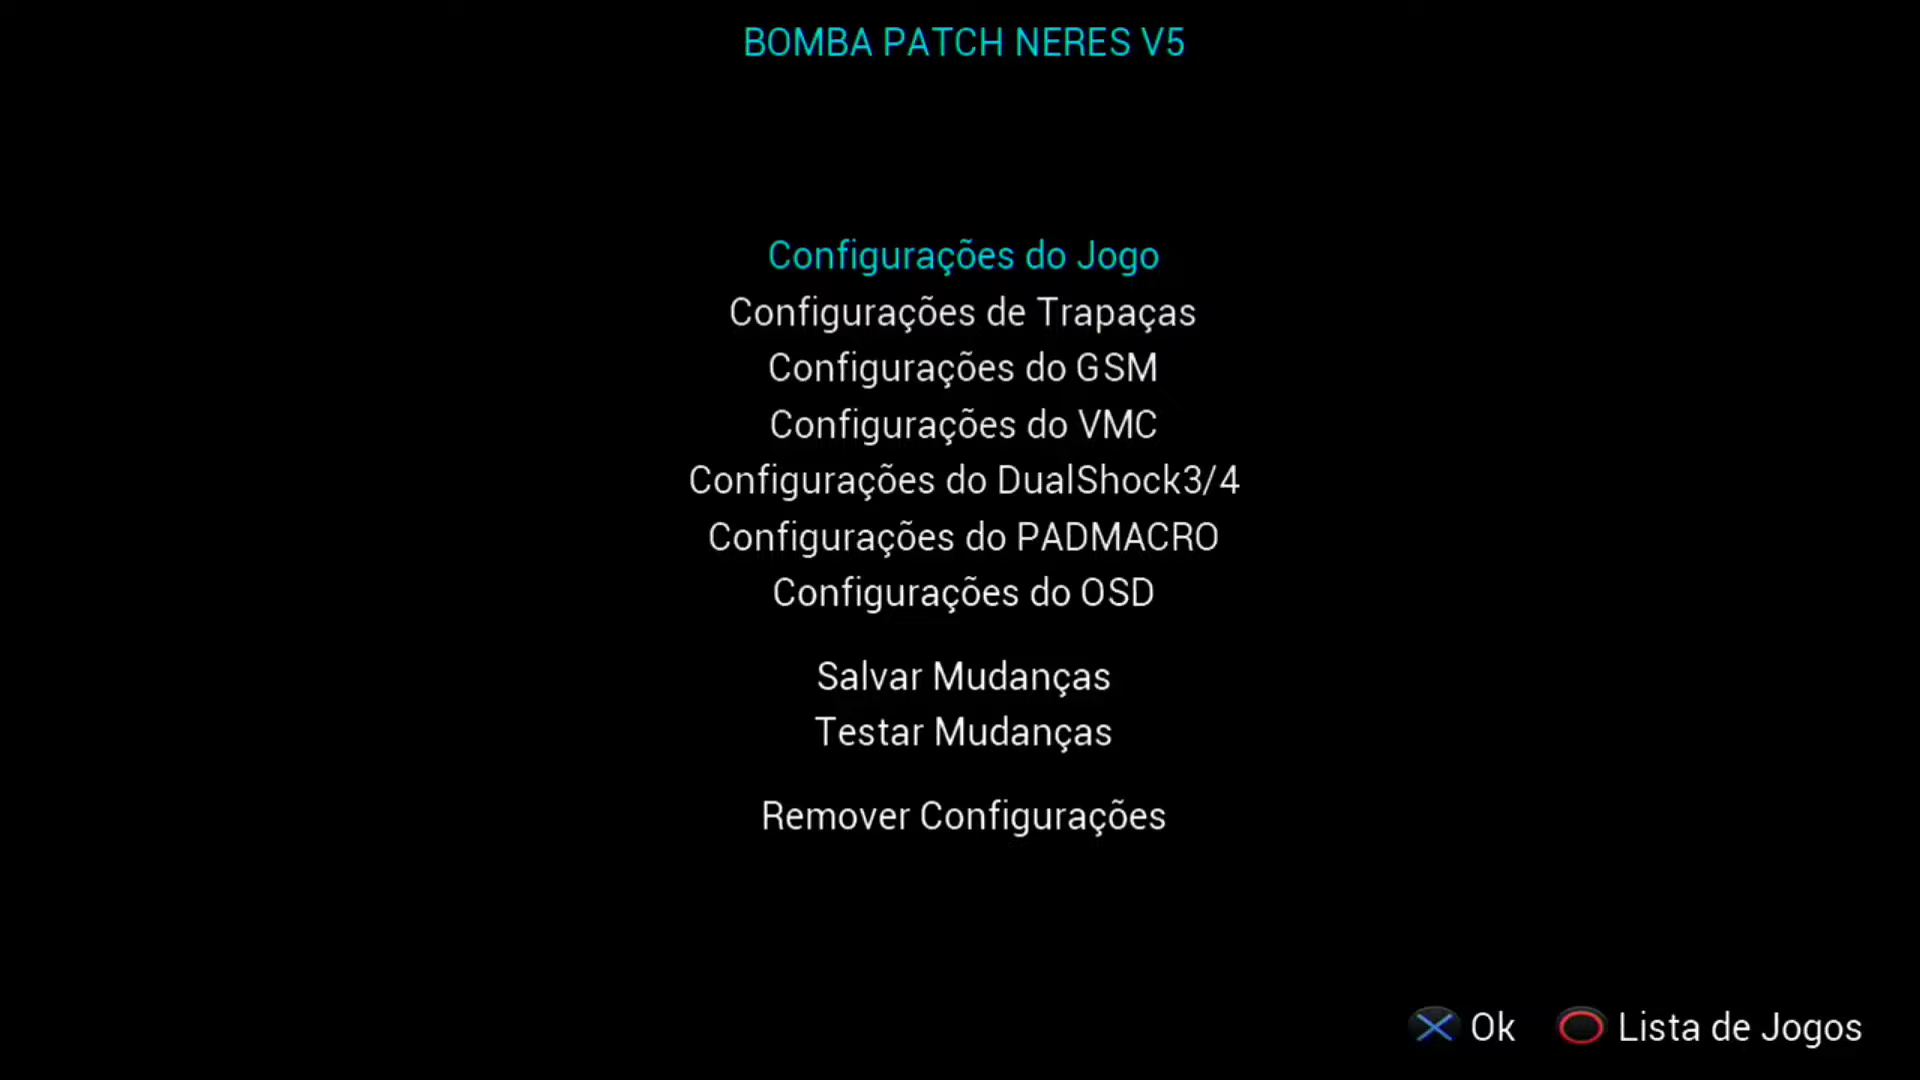 BOMBA PATCH NERES V5
Configurações do Jogo
Configurações de Trapaças
Configurações do GSM
Configurações do VMC
Configurações do DualShock3/4
Configurações do PADMACRO
Configurações do OSD
Salvar Mudanças
Testar Mudanças
Remover Configurações
Ok Lista de Jogos